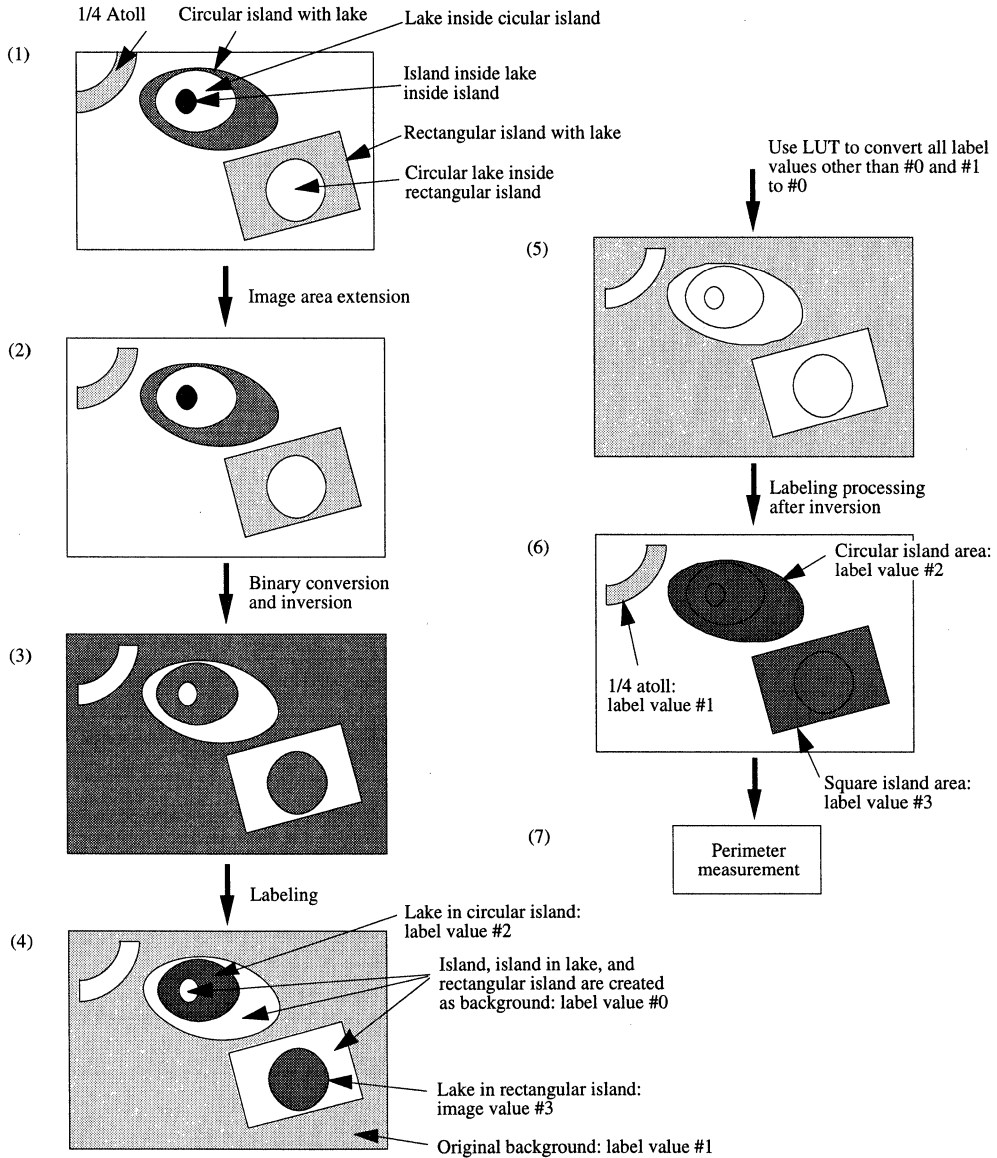 1/4 Atoll
Circular island with lake
Lake inside cicular island
(1)
Island inside lake
inside island
Rectangular island with lake
Circular lake inside
rectangular island
Image area extension
(2)
Binary conversion
and inversion
(3)
Labeling
(4)
Lake in circular island:
label value #2
Island, island in lake, and
rectangular island are created
as background: label value #0
Lake in rectangular island:
image value #3
Original background: label value #1
Use LUT to convert all label
values other than #0 and #1
to #0
(5)
Labeling processing
after inversion
(6)
Circular island area:
label value #2
1/4 atoll:
label value #1
Square island area:
label value #3
(7)
Perimeter
measurement